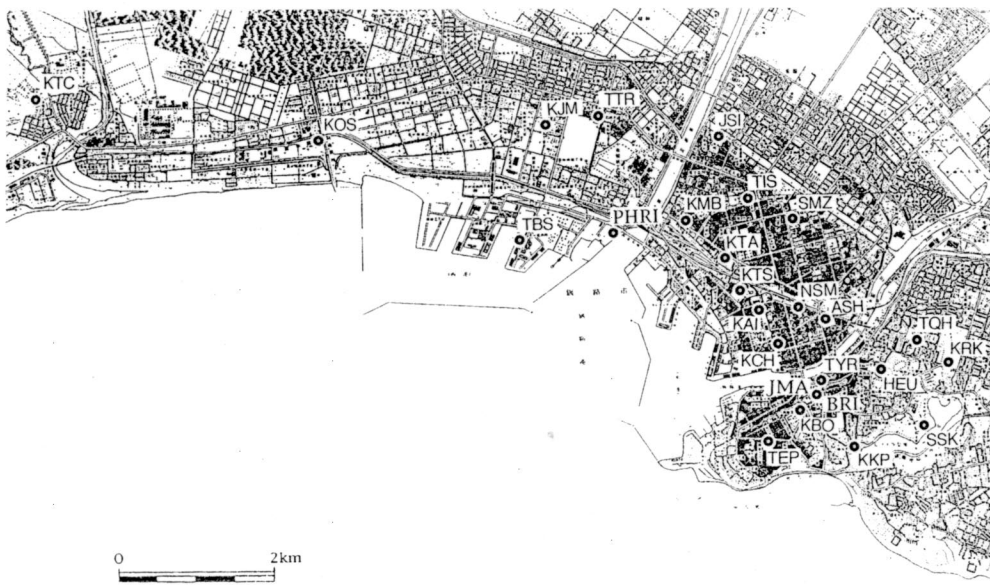 KTC
KOS
KJM
TTR
JSI
TBS
PHRI
KMB
TIS
SMZ
KTA
KTS
NSM
KAI
ASH
KCH
TQH
KRK
TYR
HEU
JMA
BRI
KBO
SSK
TEP
KKP
0 2km